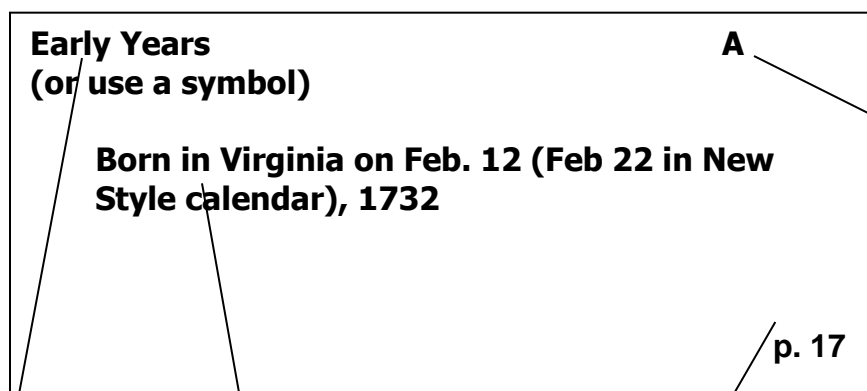 Early Years A
(or use a symbol)
Born in Virginia on Feb. 12 (Feb 22 in New
Style calendar), 1732
p. 17